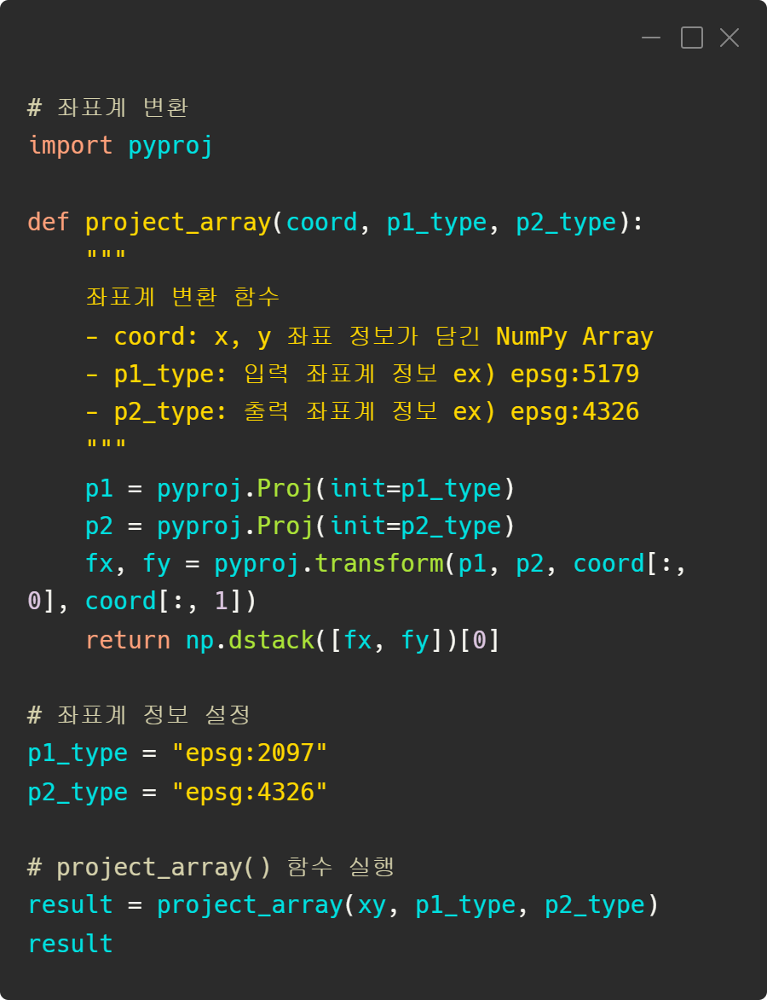 # 좌표계 변환
import pyproj
def project_array(coord, p1_type, p2_type):
    """
    좌표계 변환 함수
    - coord: x, y 좌표 정보가 담긴 NumPy Array
    - p1_type: 입력 좌표계 정보 ex) epsg:5179
    - p2_type: 출력 좌표계 정보 ex) epsg:4326
    """
    p1 = pyproj.Proj(init=p1_type)
    p2 = pyproj.Proj(init=p2_type)
    fx, fy = pyproj.transform(p1, p2, coord[:,
0], coord[:, 1])
    return np.dstack([fx, fy])[0]
# 좌표계 정보 설정
p1_type = "epsg:2097"
p2_type = "epsg:4326"
# project_array() 함수 실행
result = project_array(xy, p1_type, p2_type)
result